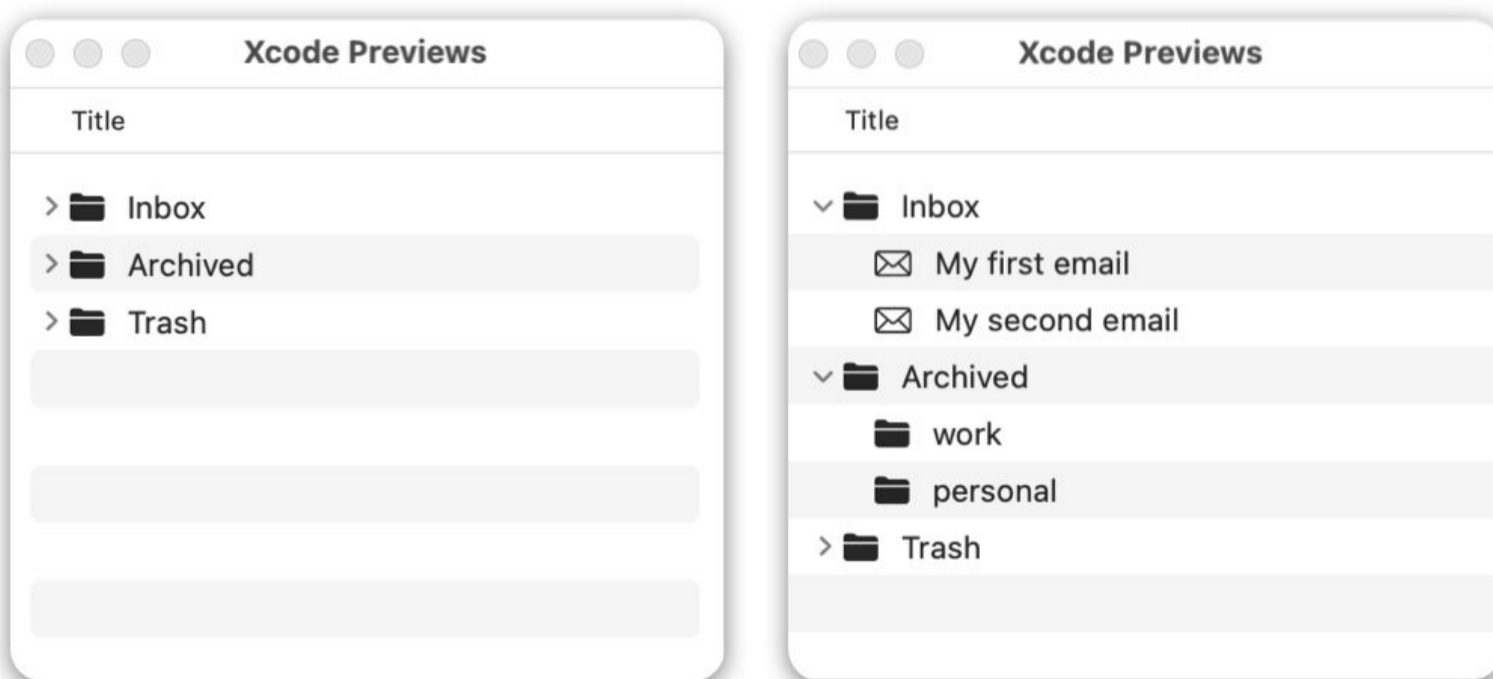 Xcode Previews
Title
Inbox
Archived
Trash
Xcode Previews
Title
Inbox
My first email
My second email
Archived
work
personal
Trash